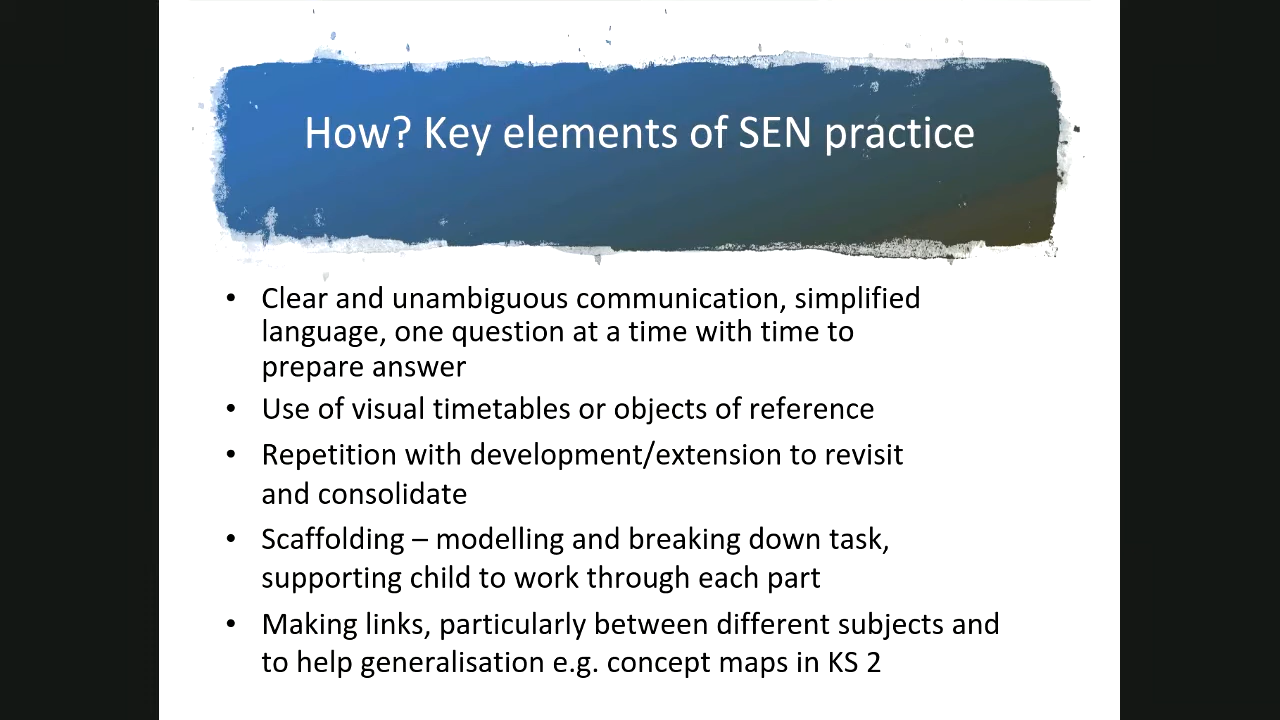 How? Key elements of SEN practice
• Clear and unambiguous communication, simplified
language, one question at a time with time to
prepare answer
• Use of visual timetables or objects of reference
• Repetition with development/extension to revisit
and consolidate
• Scaffolding – modelling and breaking down task,
supporting child to work through each part
• Making links, particularly between different subjects and
to help generalisation e.g. concept maps in KS 2